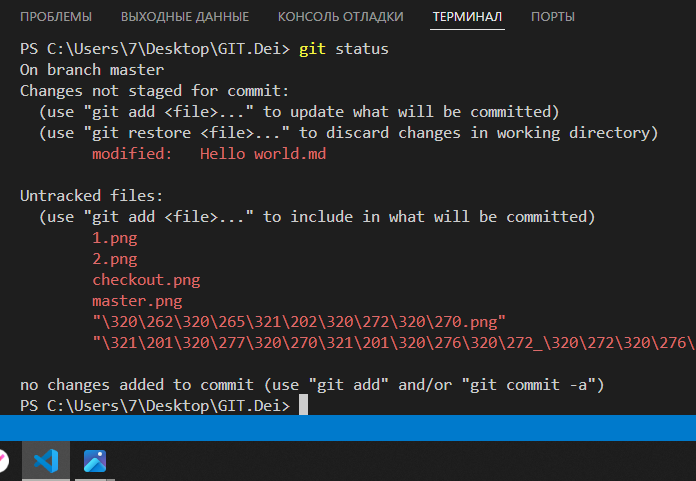 ПРОБЛЕМЫ ВЫХОДНЫЕ ДАННЫЕ КОНСОЛЬ ОТЛАДКИ ТЕРМИНАЛ ПОРТЫ
PS C:\Users\7\Desktop\GIT.Dei> git status
On branch master
Changes not staged for commit:
  (use "git add <file>..." to update what will be committed)
  (use "git restore <file>..." to discard changes in working directory)
        modified:   Hello world.md

Untracked files:
  (use "git add <file>..." to include in what will be committed)
        1.png
        2.png
        checkout.png
        master.png
        "\320\262\320\265\321\202\320\272\320\270.png"
        "\321\201\320\277\320\270\321\201\320\276\320\272_\320\272\320\276\

no changes added to commit (use "git add" and/or "git commit -a")
PS C:\Users\7\Desktop\GIT.Dei>